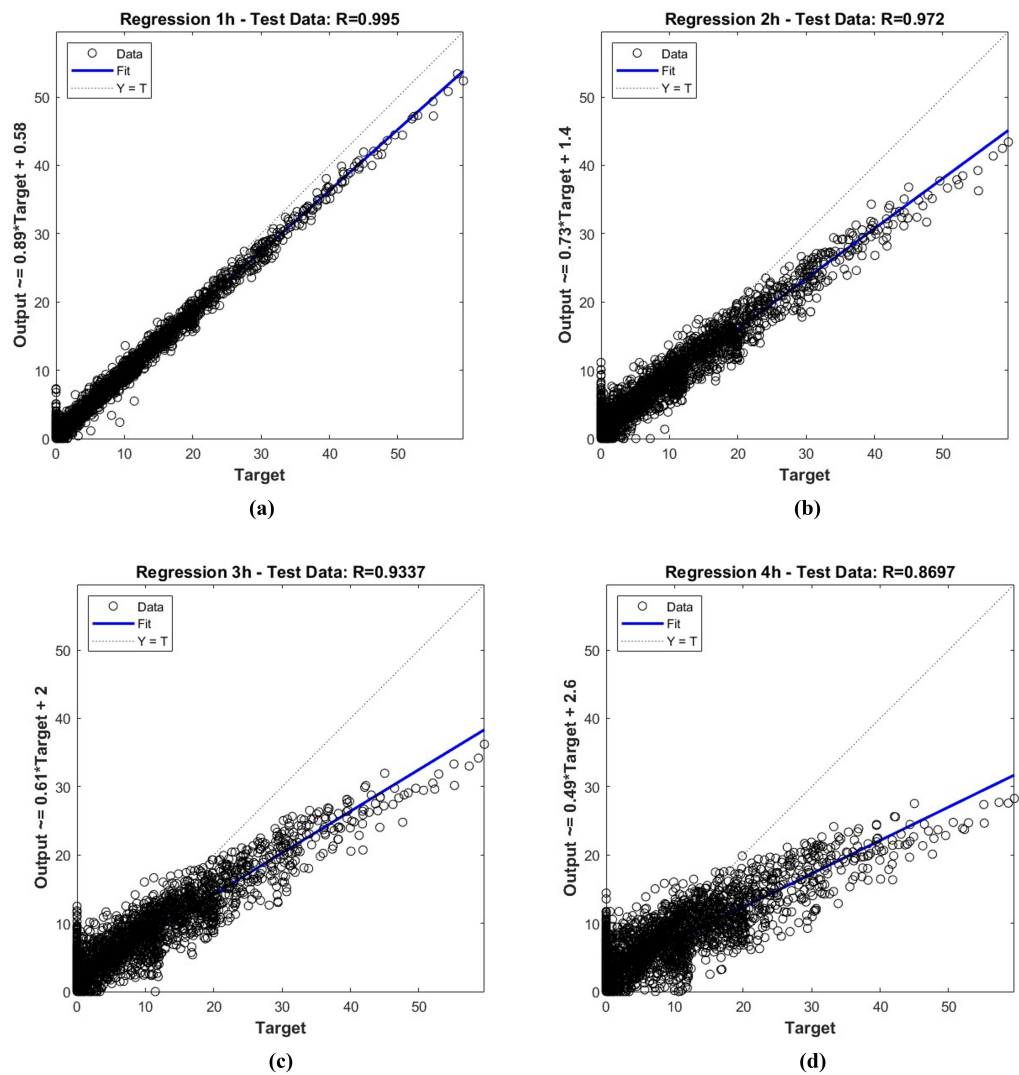 Regression 1h - Test Data: R=0.995
Data
Fit
Y = T
Output ~= 0.89*Target + 0.58
50
40
30
20
10
0
0 10 20 30 40 50
Target
(a)
Regression 2h - Test Data: R=0.972
Data
Fit
Y = T
Output ~= 0.73*Target + 1.4
50
40
30
20
10
0
0 10 20 30 40 50
Target
(b)
Regression 3h - Test Data: R=0.9337
Data
Fit
Y = T
Output ~= 0.61*Target + 2
50
40
30
20
10
0
0 10 20 30 40 50
Target
(c)
Regression 4h - Test Data: R=0.8697
Data
Fit
Y = T
Output ~= 0.49*Target + 2.6
50
40
30
20
10
0
0 10 20 30 40 50
Target
(d)